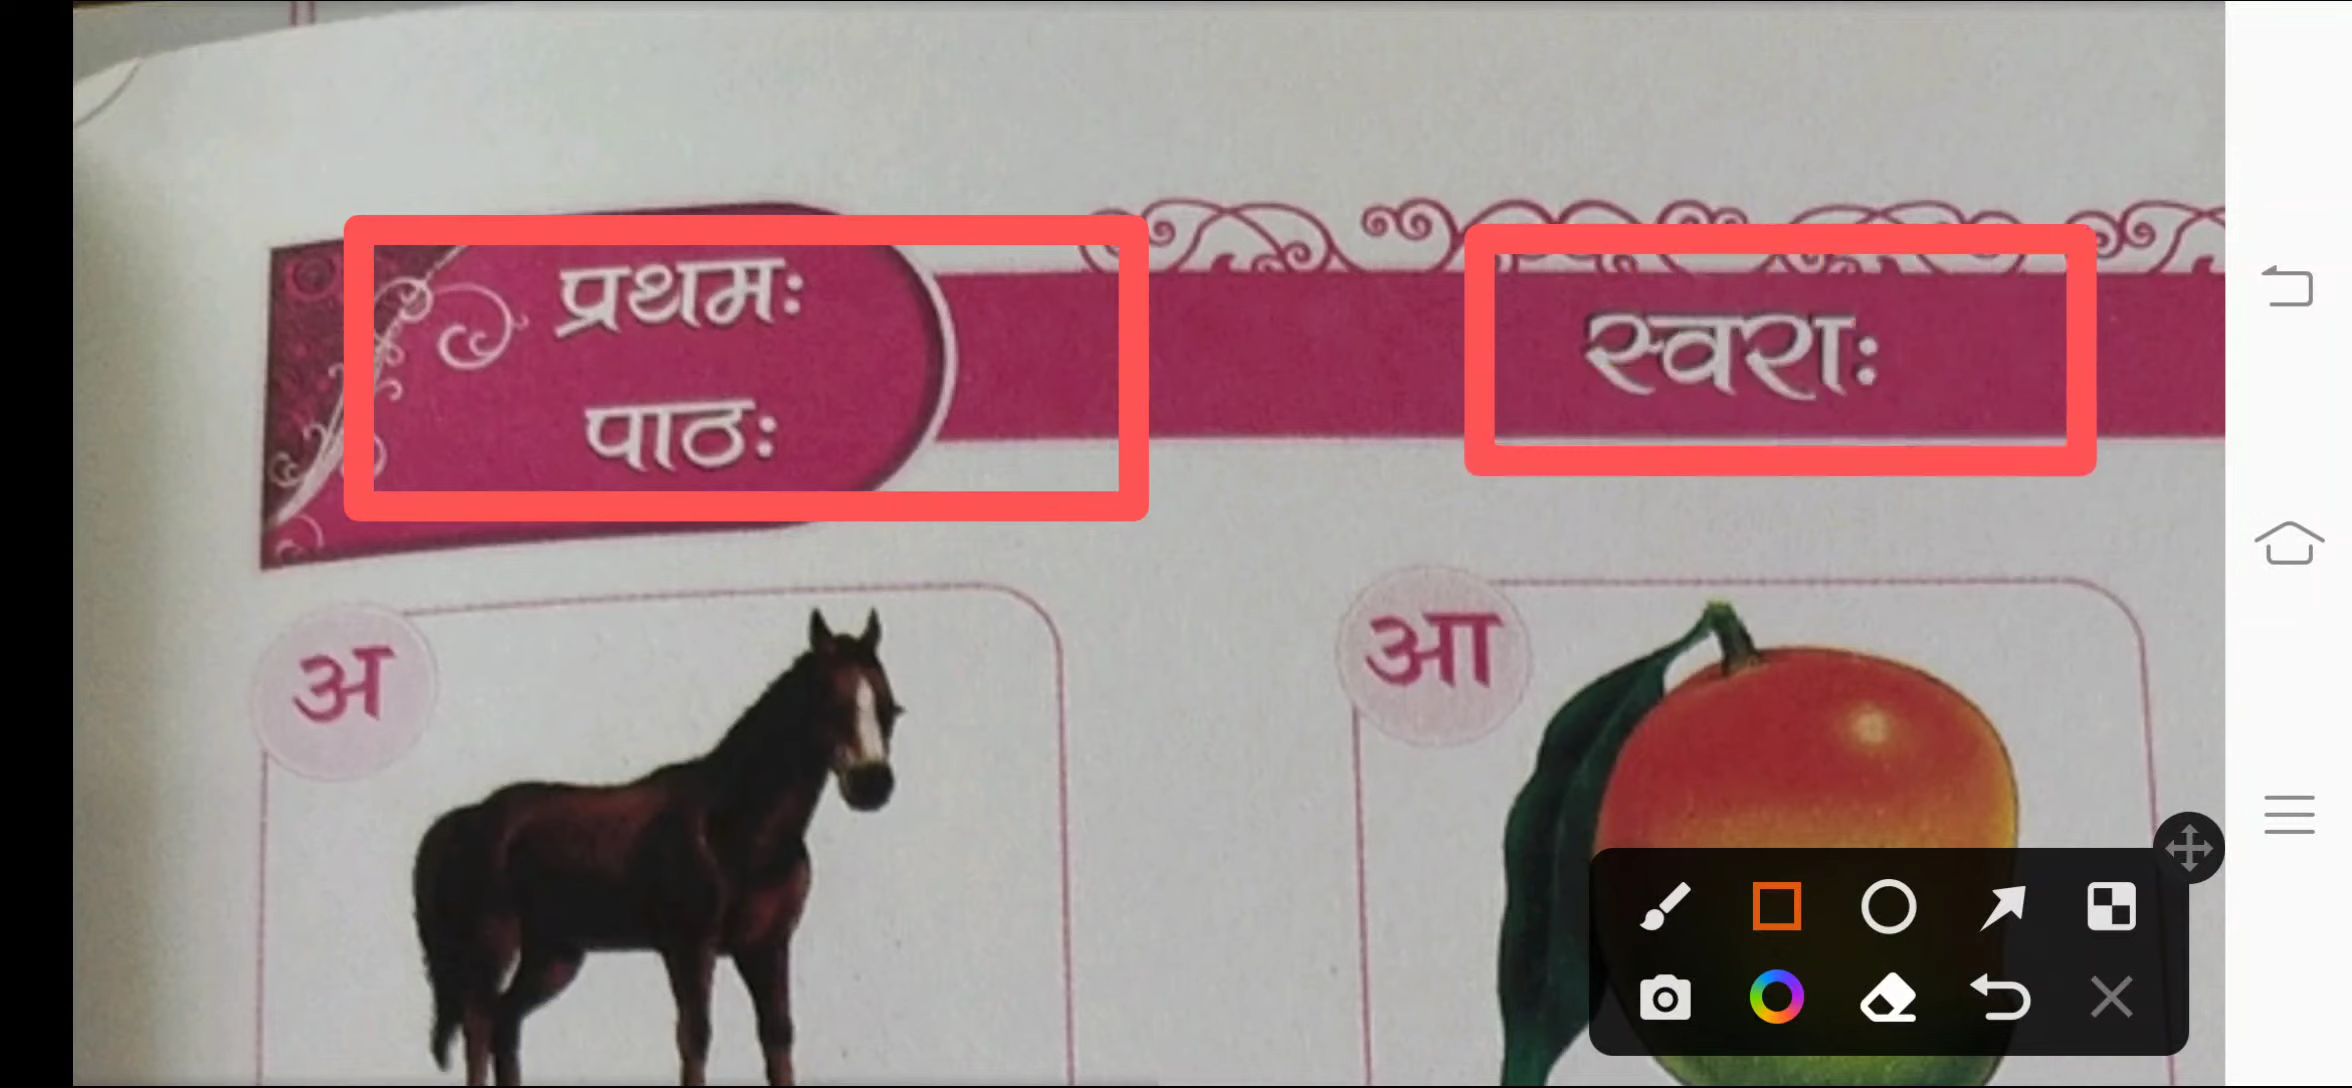 प्रथमः
पाठः
स्वराः
अ
आ